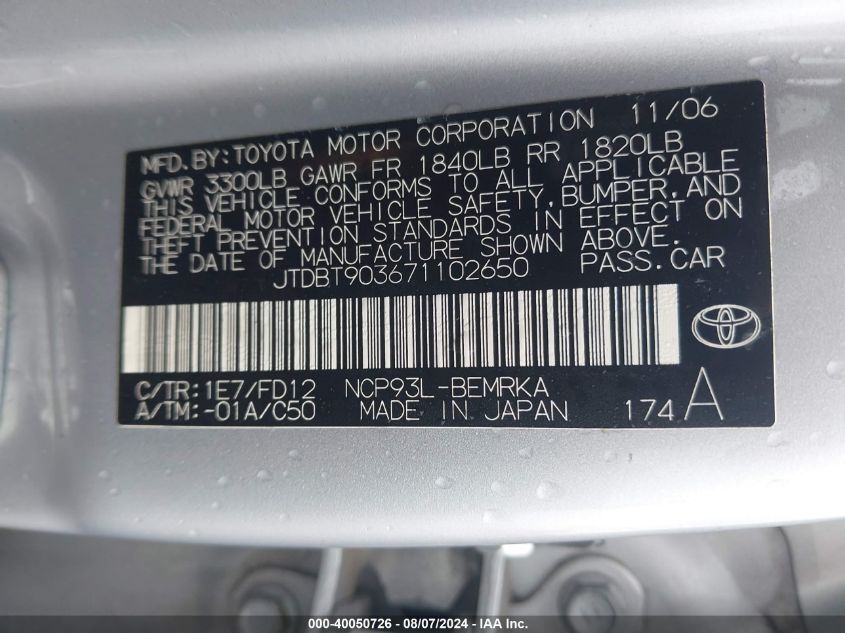 MFD.BY:TOYOTA MOTOR CORPORATION 11/06
GVWR 3300LB GAWR FR 1840LB RR 1820LB
THIS VEHICLE CONFORMS TO ALL APPLICABLE
FEDERAL MOTOR VEHICLE SAFETY,BUMPER,AND
THEFT PREVENTION STANDARDS IN EFFECT ON
THE DATE OF MANUFACTURE SHOWN ABOVE.
JTDBT903671102650 PASS.CAR
C/TR:1E7/FD12 NCP93L-BEMRKA
A/TM:-01A/C50 MADE IN JAPAN 174 A
000-40050726 - 08/07/2024 - IAA Inc.